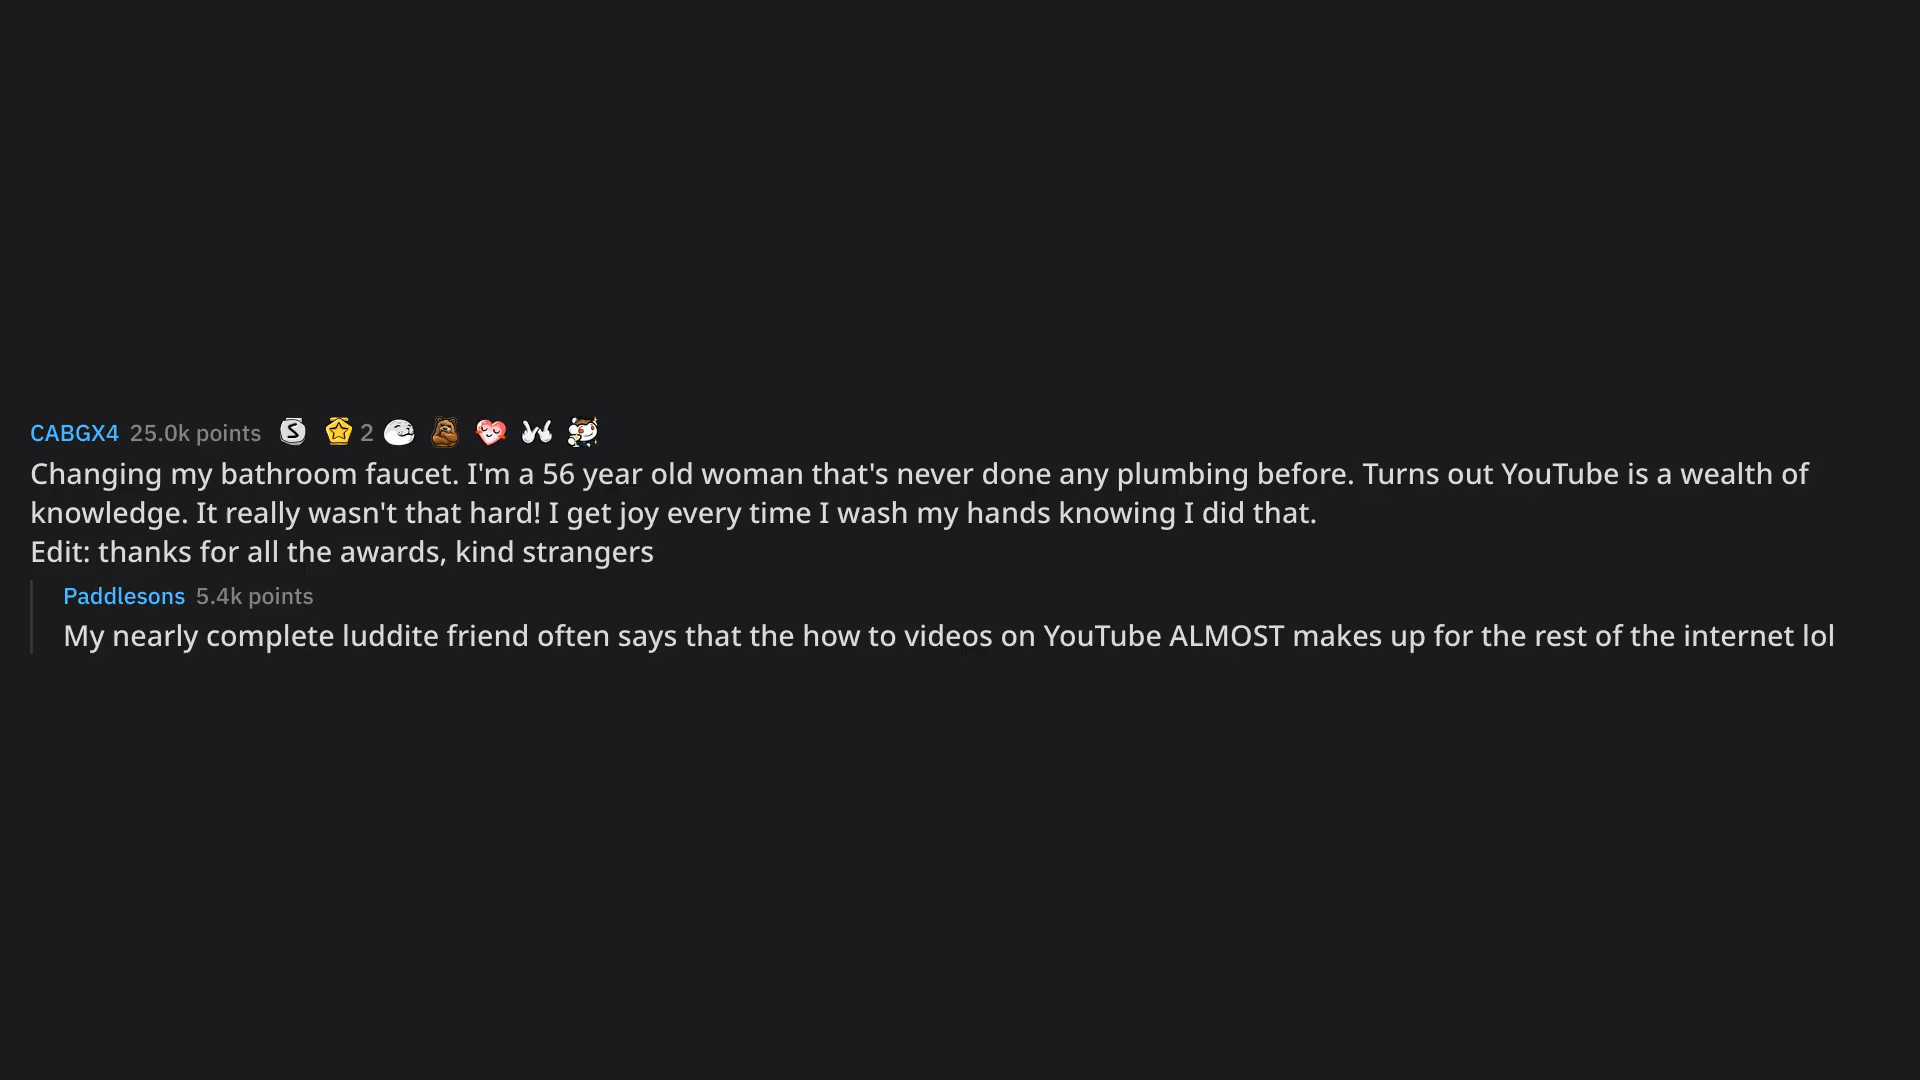 CABGX4 25.0k points S 2
Changing my bathroom faucet. I'm a 56 year old woman that's never done any plumbing before. Turns out YouTube is a wealth of
knowledge. It really wasn't that hard! I get joy every time I wash my hands knowing I did that.
Edit: thanks for all the awards, kind strangers
Paddlesons 5.4k points
My nearly complete luddite friend often says that the how to videos on YouTube ALMOST makes up for the rest of the internet lol